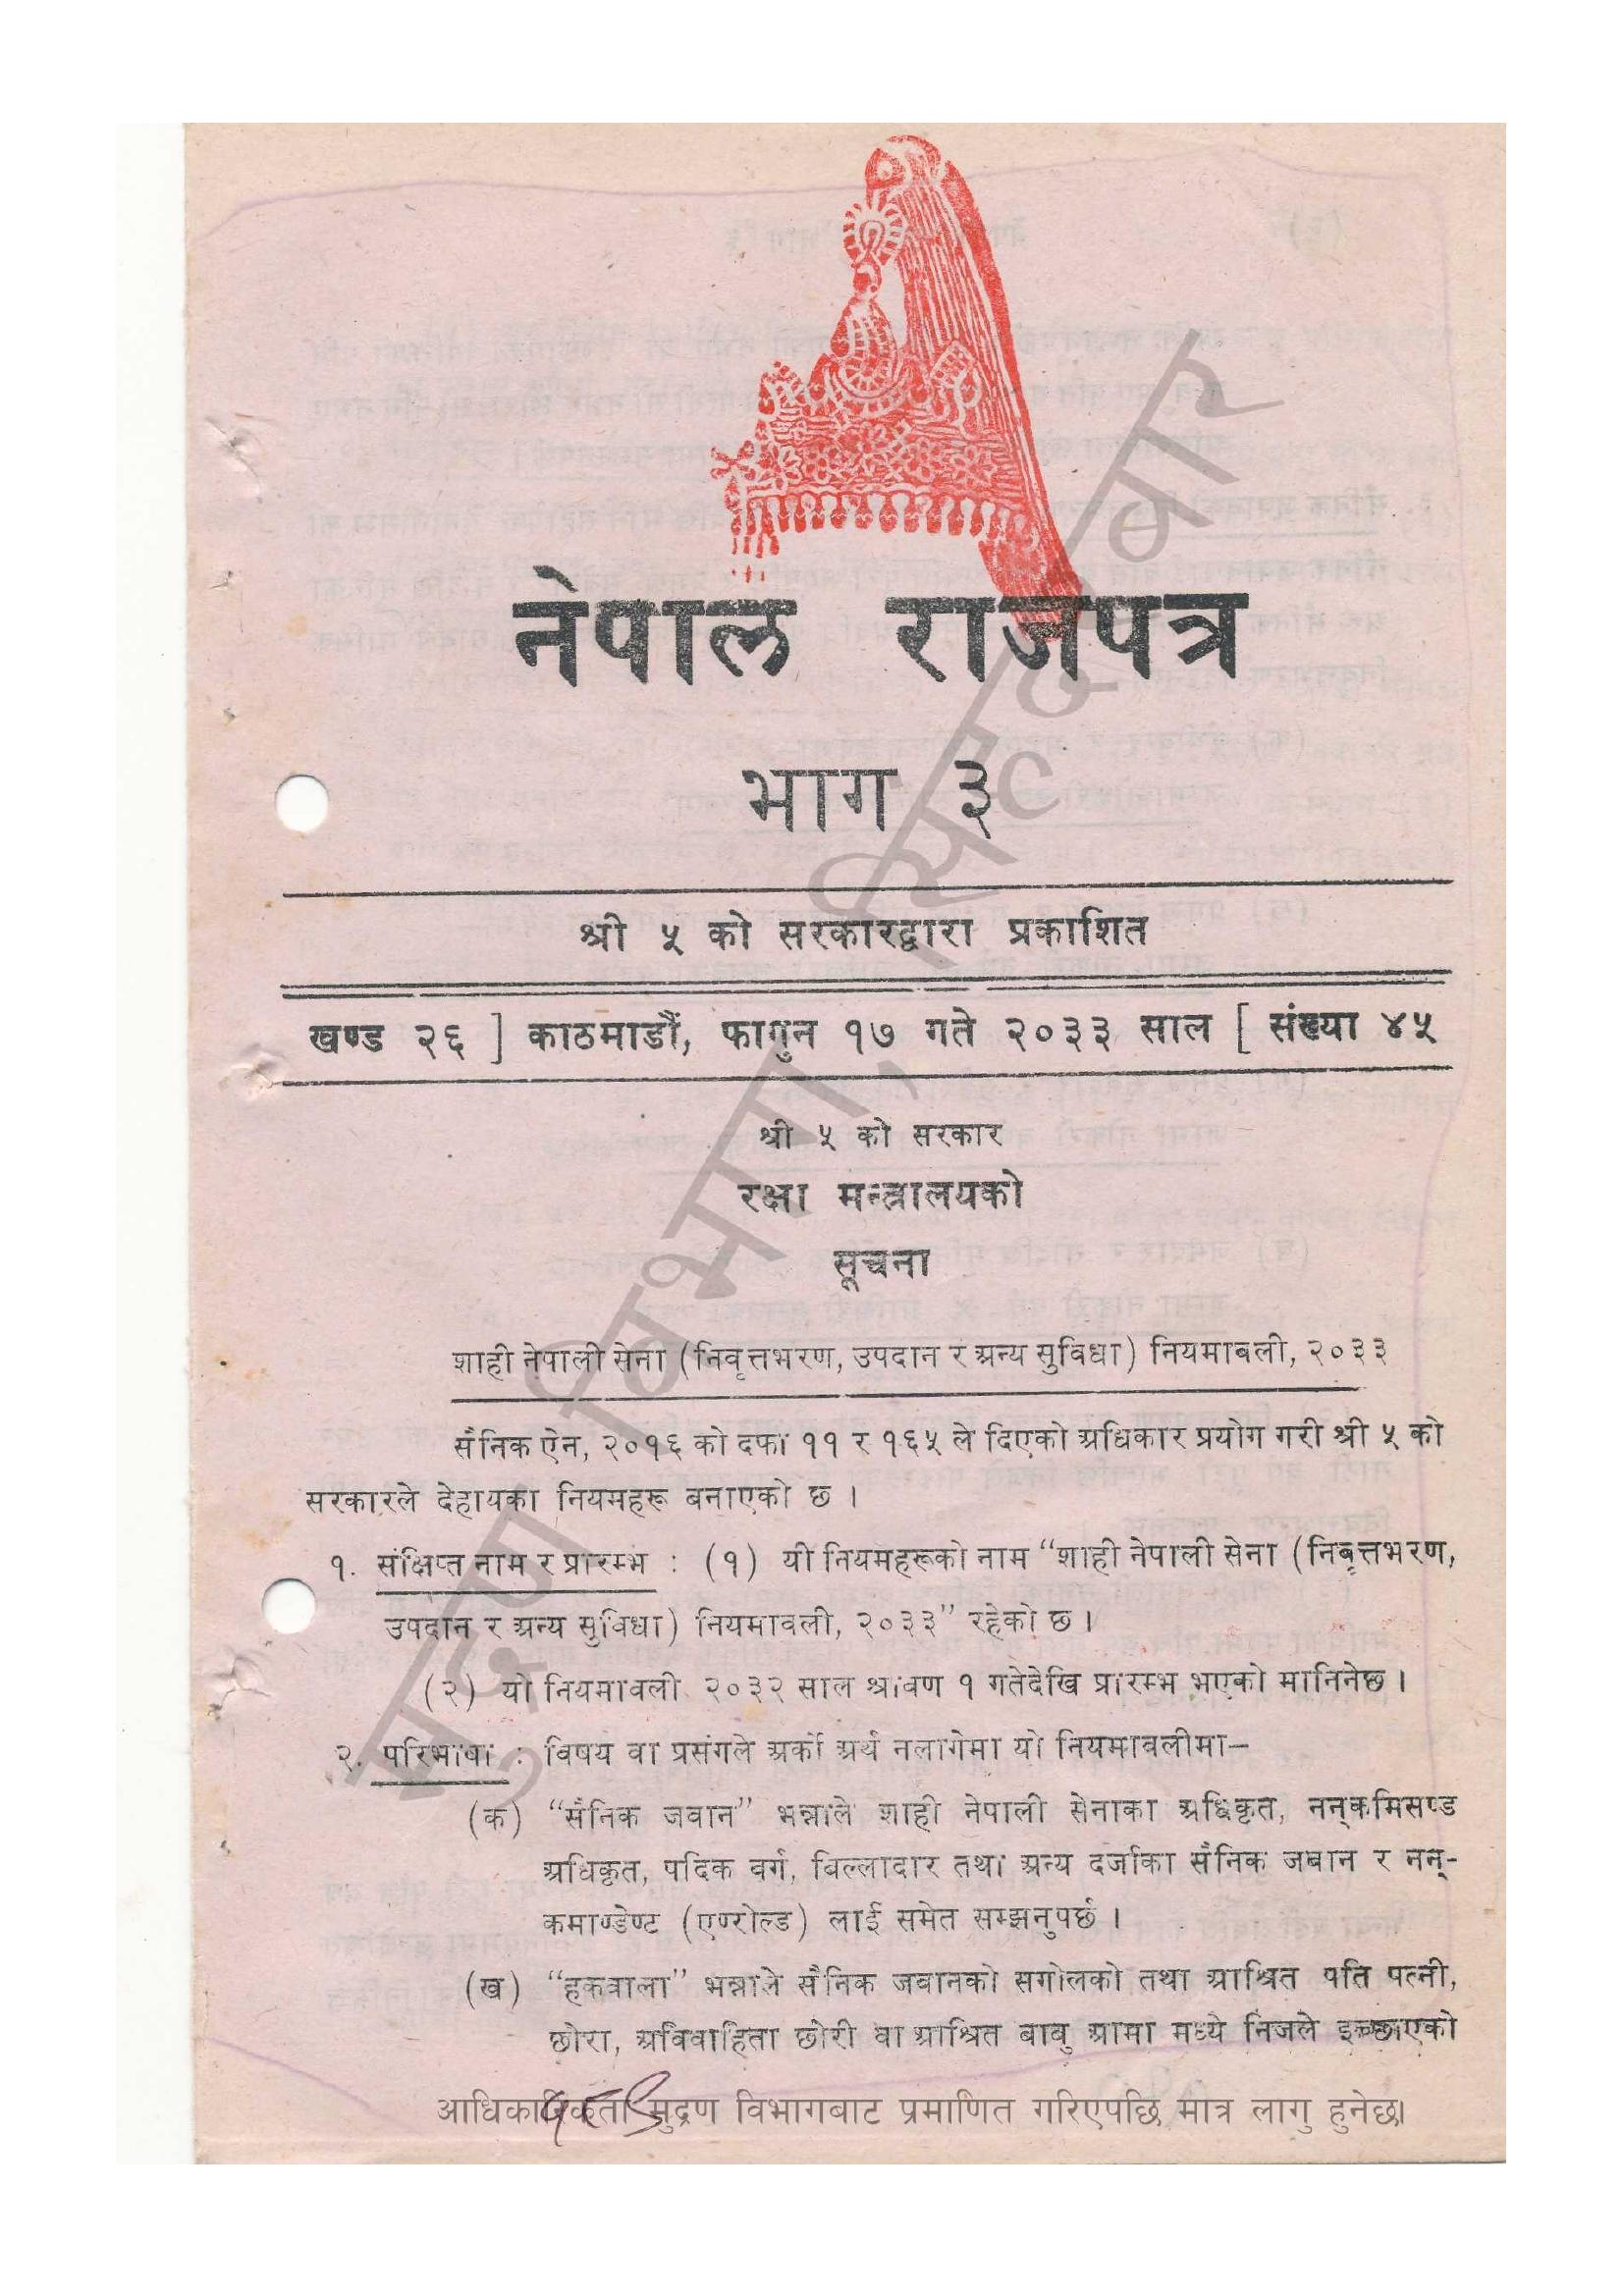 नेपाल राजपत्र
भाग ३
श्री ५ को सरकारद्वारा प्रकाशित
खण्ड २६ ] काठमाडौं, फागुन १७ गते २०३३ साल [ संख्या ४५
श्री ५ को सरकार
रक्षा मन्त्रालयको
सूचना
शाही नेपाली सेना (निवृत्तभरण, उपदान र अन्य सुविधा) नियमाबली, २०३३
सैनिक ऐन, २०१६ को दफा ११ र १६५ ले दिएको अधिकार प्रयोग गरी श्री ५ को
सरकारले देहायका नियमहरू बनाएको छ ।
१. संक्षिप्त नाम र प्रारम्भ : (१) यी नियमहरूको नाम “शाही नेपाली सेना (निबृत्तभरण,
उपदान र अन्य सुविधा) नियमावली, २०३३” रहेको छ ।
(२) यो नियमावली २०३२ साल श्रावण १ गतेदेखि प्रारम्भ भएको मानिनेछ ।
२. परिभाषा : विषय वा प्रसंगले अर्को अर्थ नलागेमा यो नियमावलीमा–
(क) “सैनिक जवान” भन्नाले शाही नेपाली सेनाका अधिकृत, नन्कमिसण्ड
अधिकृत, पदिक वर्ग, बिल्लादार तथा अन्य दर्जाका सैनिक जबान र नन्-
कमाण्डेण्ट (एण्रोल्ड) लाई समेत सम्झनुपर्छ ।
(ख) “हकवाला” भन्नाले सैनिक जवानको सगोलको तथा आश्रित पति पत्नी,
छोरा, अविवाहिता छोरी वा आश्रित बाबु आमा मध्ये निजले इच्छाएको
आधिकारिकता मुद्रण विभागबाट प्रमाणित गरिएपछि मात्र लागु हुनेछ।
मुद्रण विभाग, सिंहदरबार